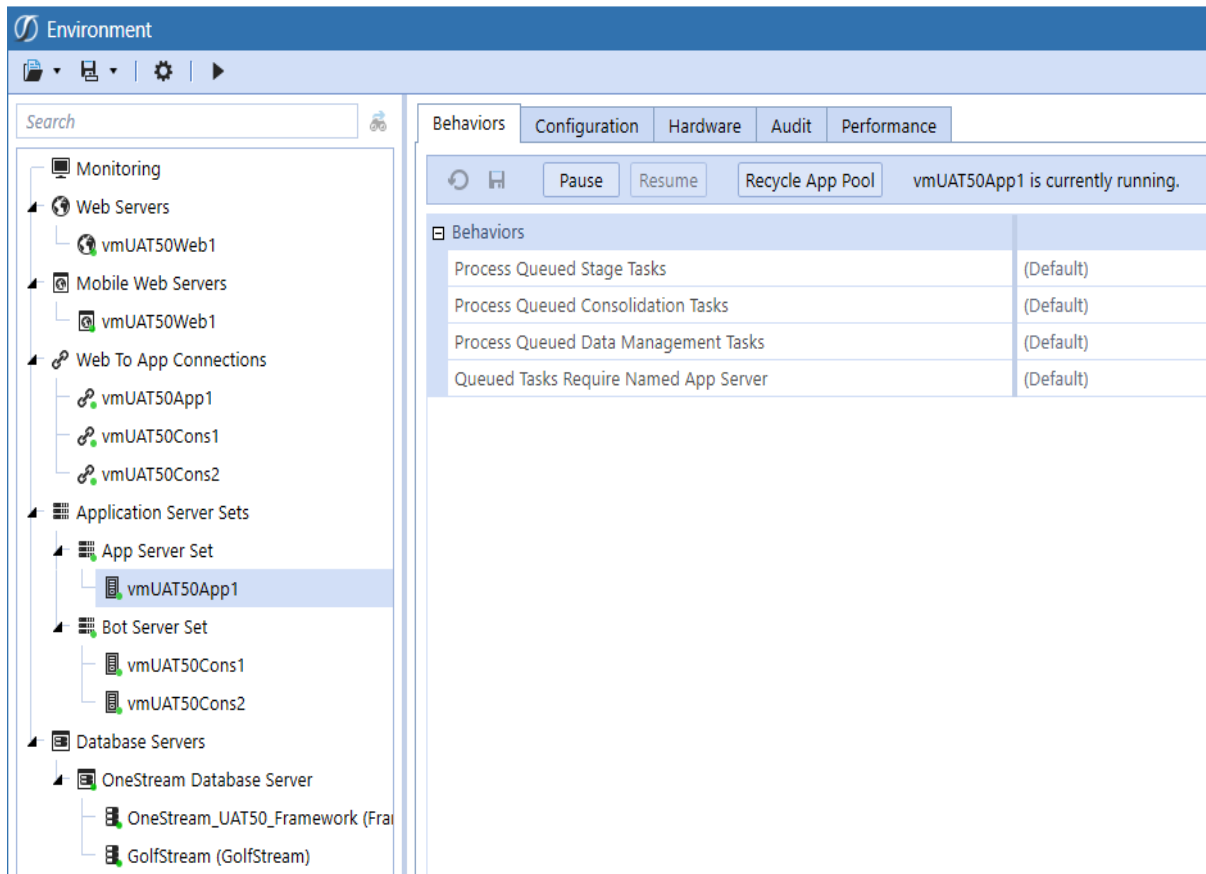 Environment
Search
Monitoring
Web Servers
vmUAT50Web1
Mobile Web Servers
vmUAT50Web1
Web To App Connections
vmUAT50App1
vmUAT50Cons1
vmUAT50Cons2
Application Server Sets
App Server Set
vmUAT50App1
Bot Server Set
vmUAT50Cons1
vmUAT50Cons2
Database Servers
OneStream Database Server
OneStream_UAT50_Framework (Fra
GolfStream (GolfStream)
Behaviors Configuration Hardware Audit Performance
Pause Resume Recycle App Pool vmUAT50App1 is currently running.
Behaviors
Process Queued Stage Tasks (Default)
Process Queued Consolidation Tasks (Default)
Process Queued Data Management Tasks (Default)
Queued Tasks Require Named App Server (Default)